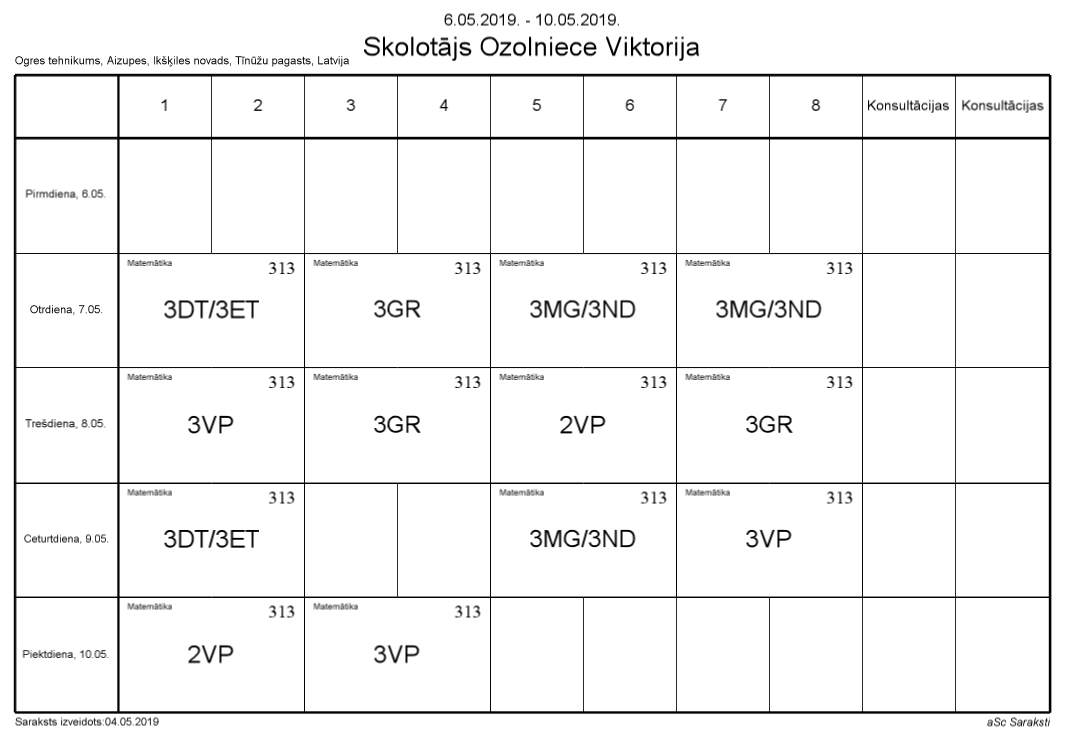 6.05.2019. - 10.05.2019.
Skolotājs Ozolniece Viktorija
Ogres tehnikums, Aizupes, Ikšķiles novads, Tīnūžu pagasts, Latvija
1 2 3 4 5 6 7 8 Konsultācijas Konsultācijas
Pirmdiena, 6.05.
Matemātika 313 Matemātika 313 Matemātika 313 Matemātika 313
Otrdiena, 7.05. 3DT/3ET 3GR 3MG/3ND 3MG/3ND
Matemātika 313 Matemātika 313 Matemātika 313 Matemātika 313
Trešdiena, 8.05. 3VP 3GR 2VP 3GR
Matemātika 313 Matemātika 313 Matemātika 313
Ceturtdiena, 9.05. 3DT/3ET 3MG/3ND 3VP
Matemātika 313 Matemātika 313
Piektdiena, 10.05. 2VP 3VP
Saraksts izveidots:04.05.2019 aSc Saraksti